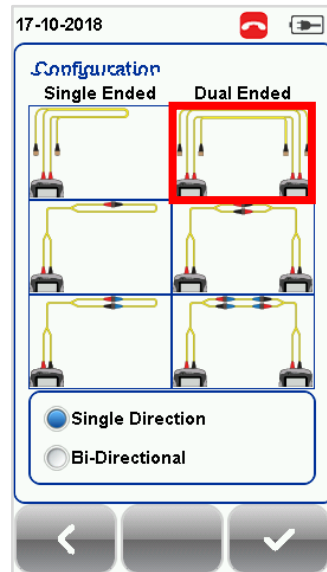 17-10-2018
Configuration
Single Ended Dual Ended
Single Direction
Bi-Directional